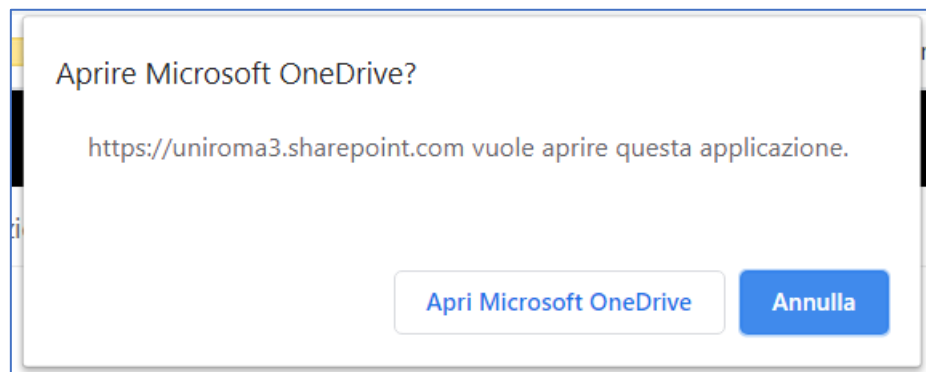 Aprire Microsoft OneDrive?
https://uniroma3.sharepoint.com vuole aprire questa applicazione.
Apri Microsoft OneDrive
Annulla